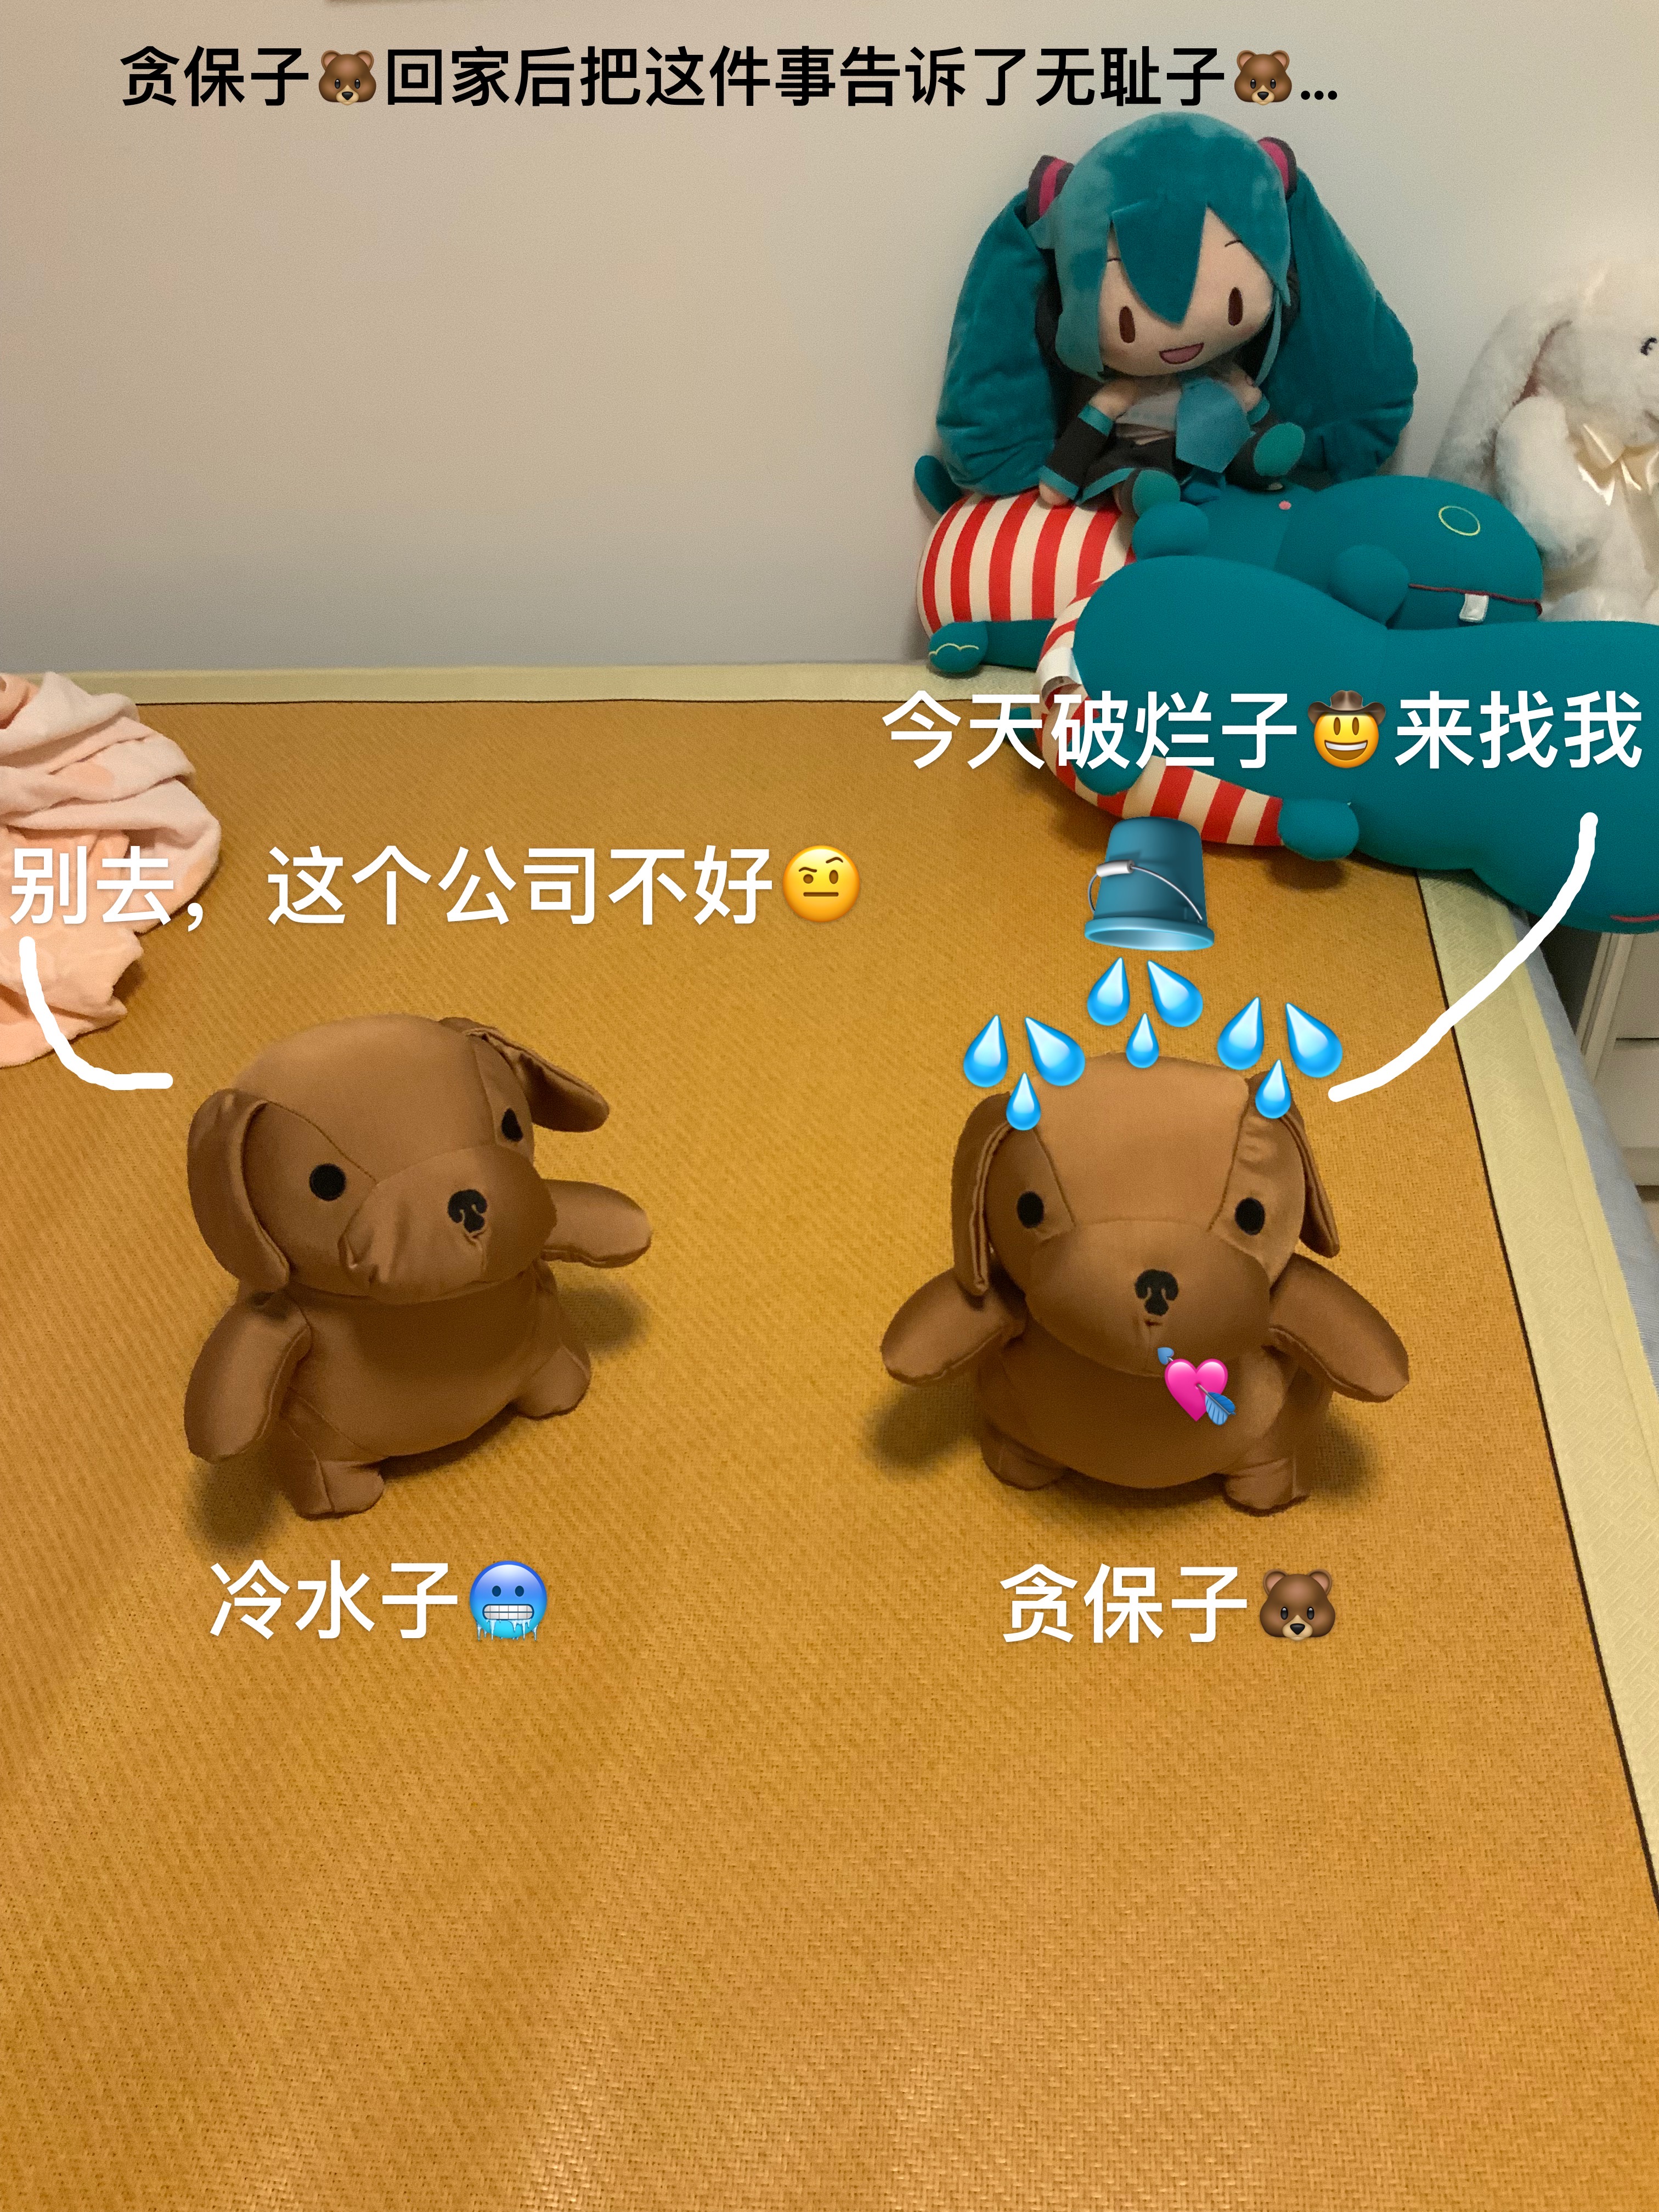 贪保子🐻回家后把这件事告诉了无耻子🐻...
今天破烂子🤠来找我
别去，这个公司不好🤨
冷水子🥶
贪保子🐻